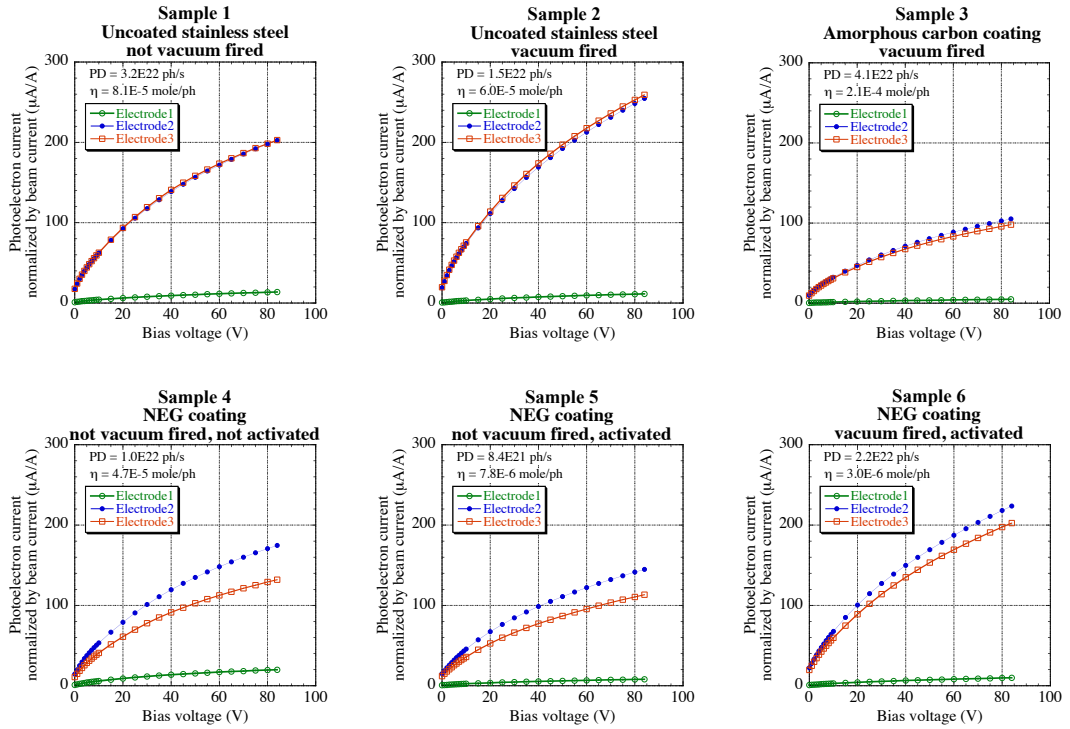 Sample 1
Uncoated stainless steel
not vacuum fired
PD = 3.2E22 ph/s
η = 8.1E-5 mole/ph
Electrode1
Electrode2
Electrode3
300
200
100
0
0 20 40 60 80 100
Bias voltage (V)
Photoelectron current
normalized by beam current (μA/A)
Sample 2
Uncoated stainless steel
vacuum fired
PD = 1.5E22 ph/s
η = 6.0E-5 mole/ph
Electrode1
Electrode2
Electrode3
300
200
100
0
0 20 40 60 80 100
Bias voltage (V)
Photoelectron current
normalized by beam current (μA/A)
Sample 3
Amorphous carbon coating
vacuum fired
PD = 4.1E22 ph/s
η = 2.1E-4 mole/ph
Electrode1
Electrode2
Electrode3
300
200
100
0
0 20 40 60 80 100
Bias voltage (V)
Photoelectron current
normalized by beam current (μA/A)
Sample 4
NEG coating
not vacuum fired, not activated
PD = 1.0E22 ph/s
η = 4.7E-5 mole/ph
Electrode1
Electrode2
Electrode3
300
200
100
0
0 20 40 60 80 100
Bias voltage (V)
Photoelectron current
normalized by beam current (μA/A)
Sample 5
NEG coating
not vacuum fired, activated
PD = 8.4E21 ph/s
η = 7.8E-6 mole/ph
Electrode1
Electrode2
Electrode3
300
200
100
0
0 20 40 60 80 100
Bias voltage (V)
Photoelectron current
normalized by beam current (μA/A)
Sample 6
NEG coating
vacuum fired, activated
PD = 2.2E22 ph/s
η = 3.0E-6 mole/ph
Electrode1
Electrode2
Electrode3
300
200
100
0
0 20 40 60 80 100
Bias voltage (V)
Photoelectron current
normalized by beam current (μA/A)